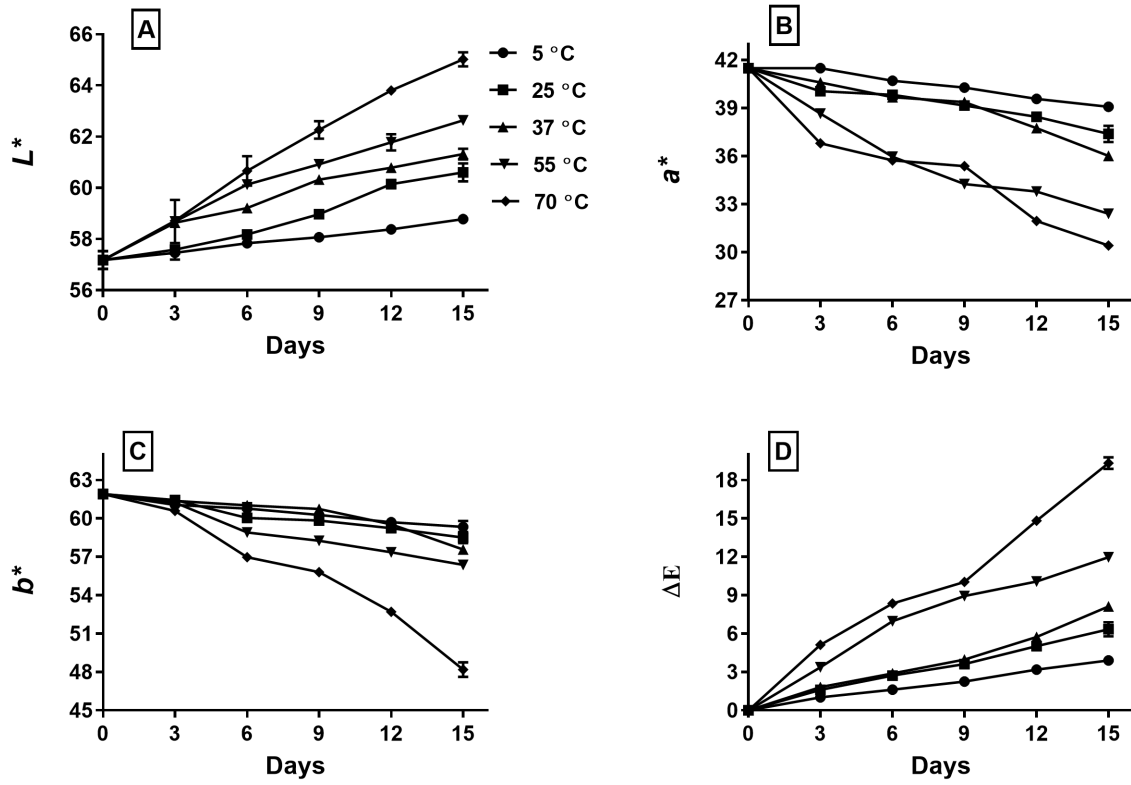 A
66
64
62
60
58
56
L*
0 3 6 9 12 15
Days
5 °C
25 °C
37 °C
55 °C
70 °C
B
42
39
36
33
30
27
a*
0 3 6 9 12 15
Days
C
63
60
57
54
51
48
45
b*
0 3 6 9 12 15
Days
D
18
15
12
9
6
3
0
ΔE
0 3 6 9 12 15
Days